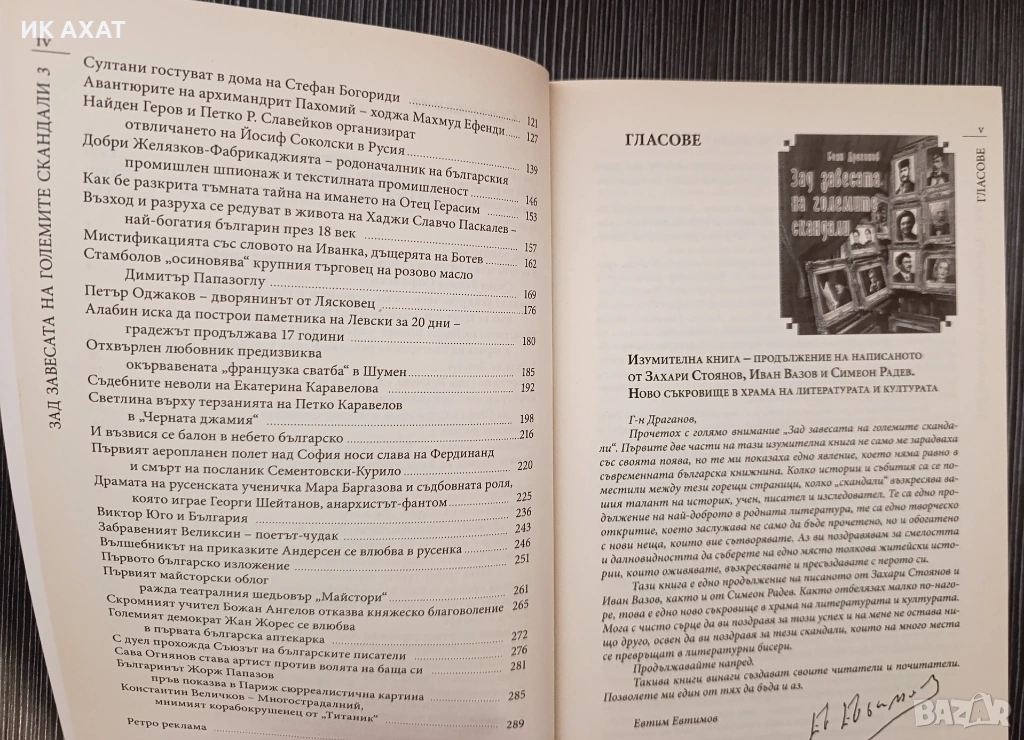 ИК АХАТ
IV
ЗАД ЗАВЕСАТА НА ГОЛЕМИТЕ СКАНДАЛИ 3
Султани гостуват в дома на Стефан Богориди 121
Авантюрите на архимандрит Пахомий – ходжа Махмуд Ефенди 127
Найден Геров и Петко Р. Славейков организират
отвличането на Йосиф Соколски в Русия 139
Добри Желязков-Фабрикаджията – родоначалник на българския
промишлен шпионаж и текстилната промишленост 146
Как бе разкрита тъмната тайна на имането на Отец Герасим 153
Възход и разруха се редуват в живота на Хаджи Славчо Паскалев –
най-богатия българин през 18 век 157
Мистификацията със словото на Иванка, дъщерята на Ботев 162
Стамболов „осиновява“ крупния търговец на розово масло
Димитър Папазоглу 169
Петър Оджаков – дворянинът от Лясковец 176
Алабин иска да построи паметника на Левски за 20 дни –
градежът продължава 17 години 180
Отхвърлен любовник предизвиква
окървавената „французка сватба“ в Шумен 185
Съдебните неволи на Екатерина Каравелова 192
Светлина върху терзанията на Петко Каравелов
в „Черната джамия“ 198
И възвиси се балон в небето българско 216
Първият аеропланен полет над София носи слава на Фердинанд
и смърт на посланик Сементовски-Курило 220
Драмата на русенската ученичка Мара Баргазова и съдбовната роля,
която играе Георги Шейтанов, анархистът-фантом 225
Виктор Юго и България 236
Забравеният Великсин – поетът-чудак 243
Вълшебникът на приказките Андерсен се влюбва в русенка 246
Първото българско изложение 251
Първият майсторски облог
ражда театралния шедьовър „Майстори“ 261
Скромният учител Божан Ангелов отказва княжеско благоволение 265
Големият демократ Жан Жорес се влюбва
в първата българска аптекарка 272
С дуел прохожда Съюзът на българските писатели 276
Сава Огнянов става артист против волята на баща си 281
Българинът Жорж Папазов
пръв показва в Париж сюрреалистична картина 285
Константин Величков – Многострадалний,
мнимият корабокрушенец от „Титаник“ 289
Ретро реклама
V
ГЛАСОВЕ
ГЛАСОВЕ
Боян Драганов
Зад завесата
на големите
скандали
Изумителна книга – продължение на написаното
от Захари Стоянов, Иван Вазов и Симеон Радев.
Ново съкровище в храма на литературата и културата
Г-н Драганов,
Прочетох с голямо внимание „Зад завесата на големите сканда-
ли“. Първите две части на тази изумителна книга не само ме зарадваха
със своята поява, но те ми показаха едно явление, което няма равно в
съвременната българска книжнина. Колко истории и събития са се по-
местили между тези горещи страници, колко „скандали“ възкресява ва-
шия талант на историк, учен, писател и изследовател. Те са едно про-
дължение на най-доброто в родната литература, те са едно творческо
откритие, което заслужава не само да бъде прочетено, но и обогатено
с нови неща, които вие сътворявате. Аз ви поздравявам за смелостта
и далновидността да съберете на едно място толкова житейски исто-
рии, които оживявате, възкресявате и пресъздавате с перото си.
Тази книга е едно продължение на писаното от Захари Стоянов и
Иван Вазов, както и от Симеон Радев. Както отбелязах малко по-наго-
ре, това е едно ново съкровище в храма на литературата и културата.
Мога с чисто сърце да ви поздравя за този успех и на мене не остава ни-
що друго, освен да ви поздравя за тези скандали, които на много места
се превръщат в литературни бисери.
Продължавайте напред.
Такива книги винаги създават своите читатели и почитатели.
Позволете ми един от тях да бъда и аз.
Евтим Евтимов
BAZAR